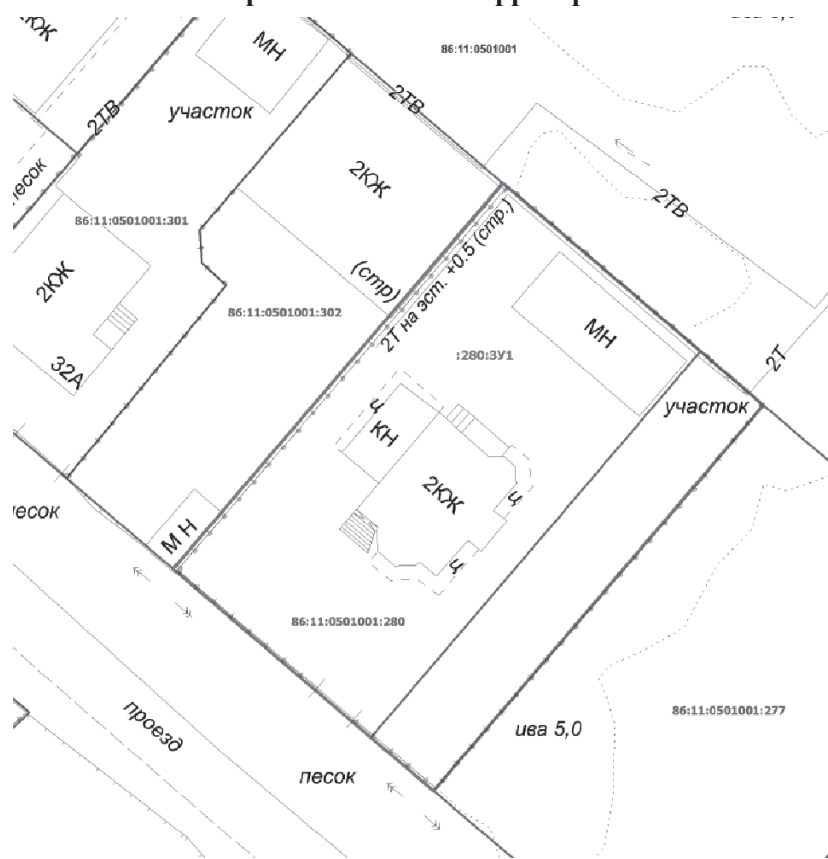 2КЖ
МН
86:11:0501001
2ТВ
2ТВ
участок
2КЖ
песок
2ТВ
86:11:0501001:301
2КЖ
(стр)
2Т на эст. +0.5 (стр.)
86:11:0501001:302
МН
:280:ЗУ1
2Т
32А
участок
ц
КН
2КЖ
ц
песок
МН
ц
86:11:0501001:280
86:11:0501001:277
проезд
ива 5,0
песок